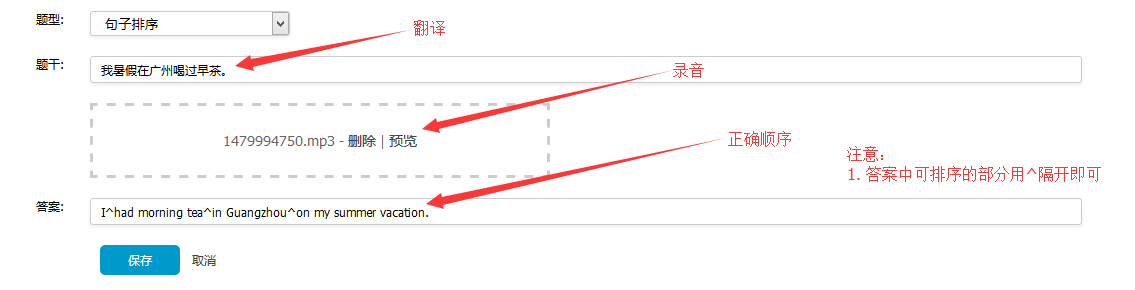 题型:
句子排序
翻译
题干:
我暑假在广州喝过早茶。
录音
1479994750.mp3 - 删除 | 预览
正确顺序
注意：
1. 答案中可排序的部分用^隔开即可
答案:
I^had morning tea^in Guangzhou^on my summer vacation.
保存
取消